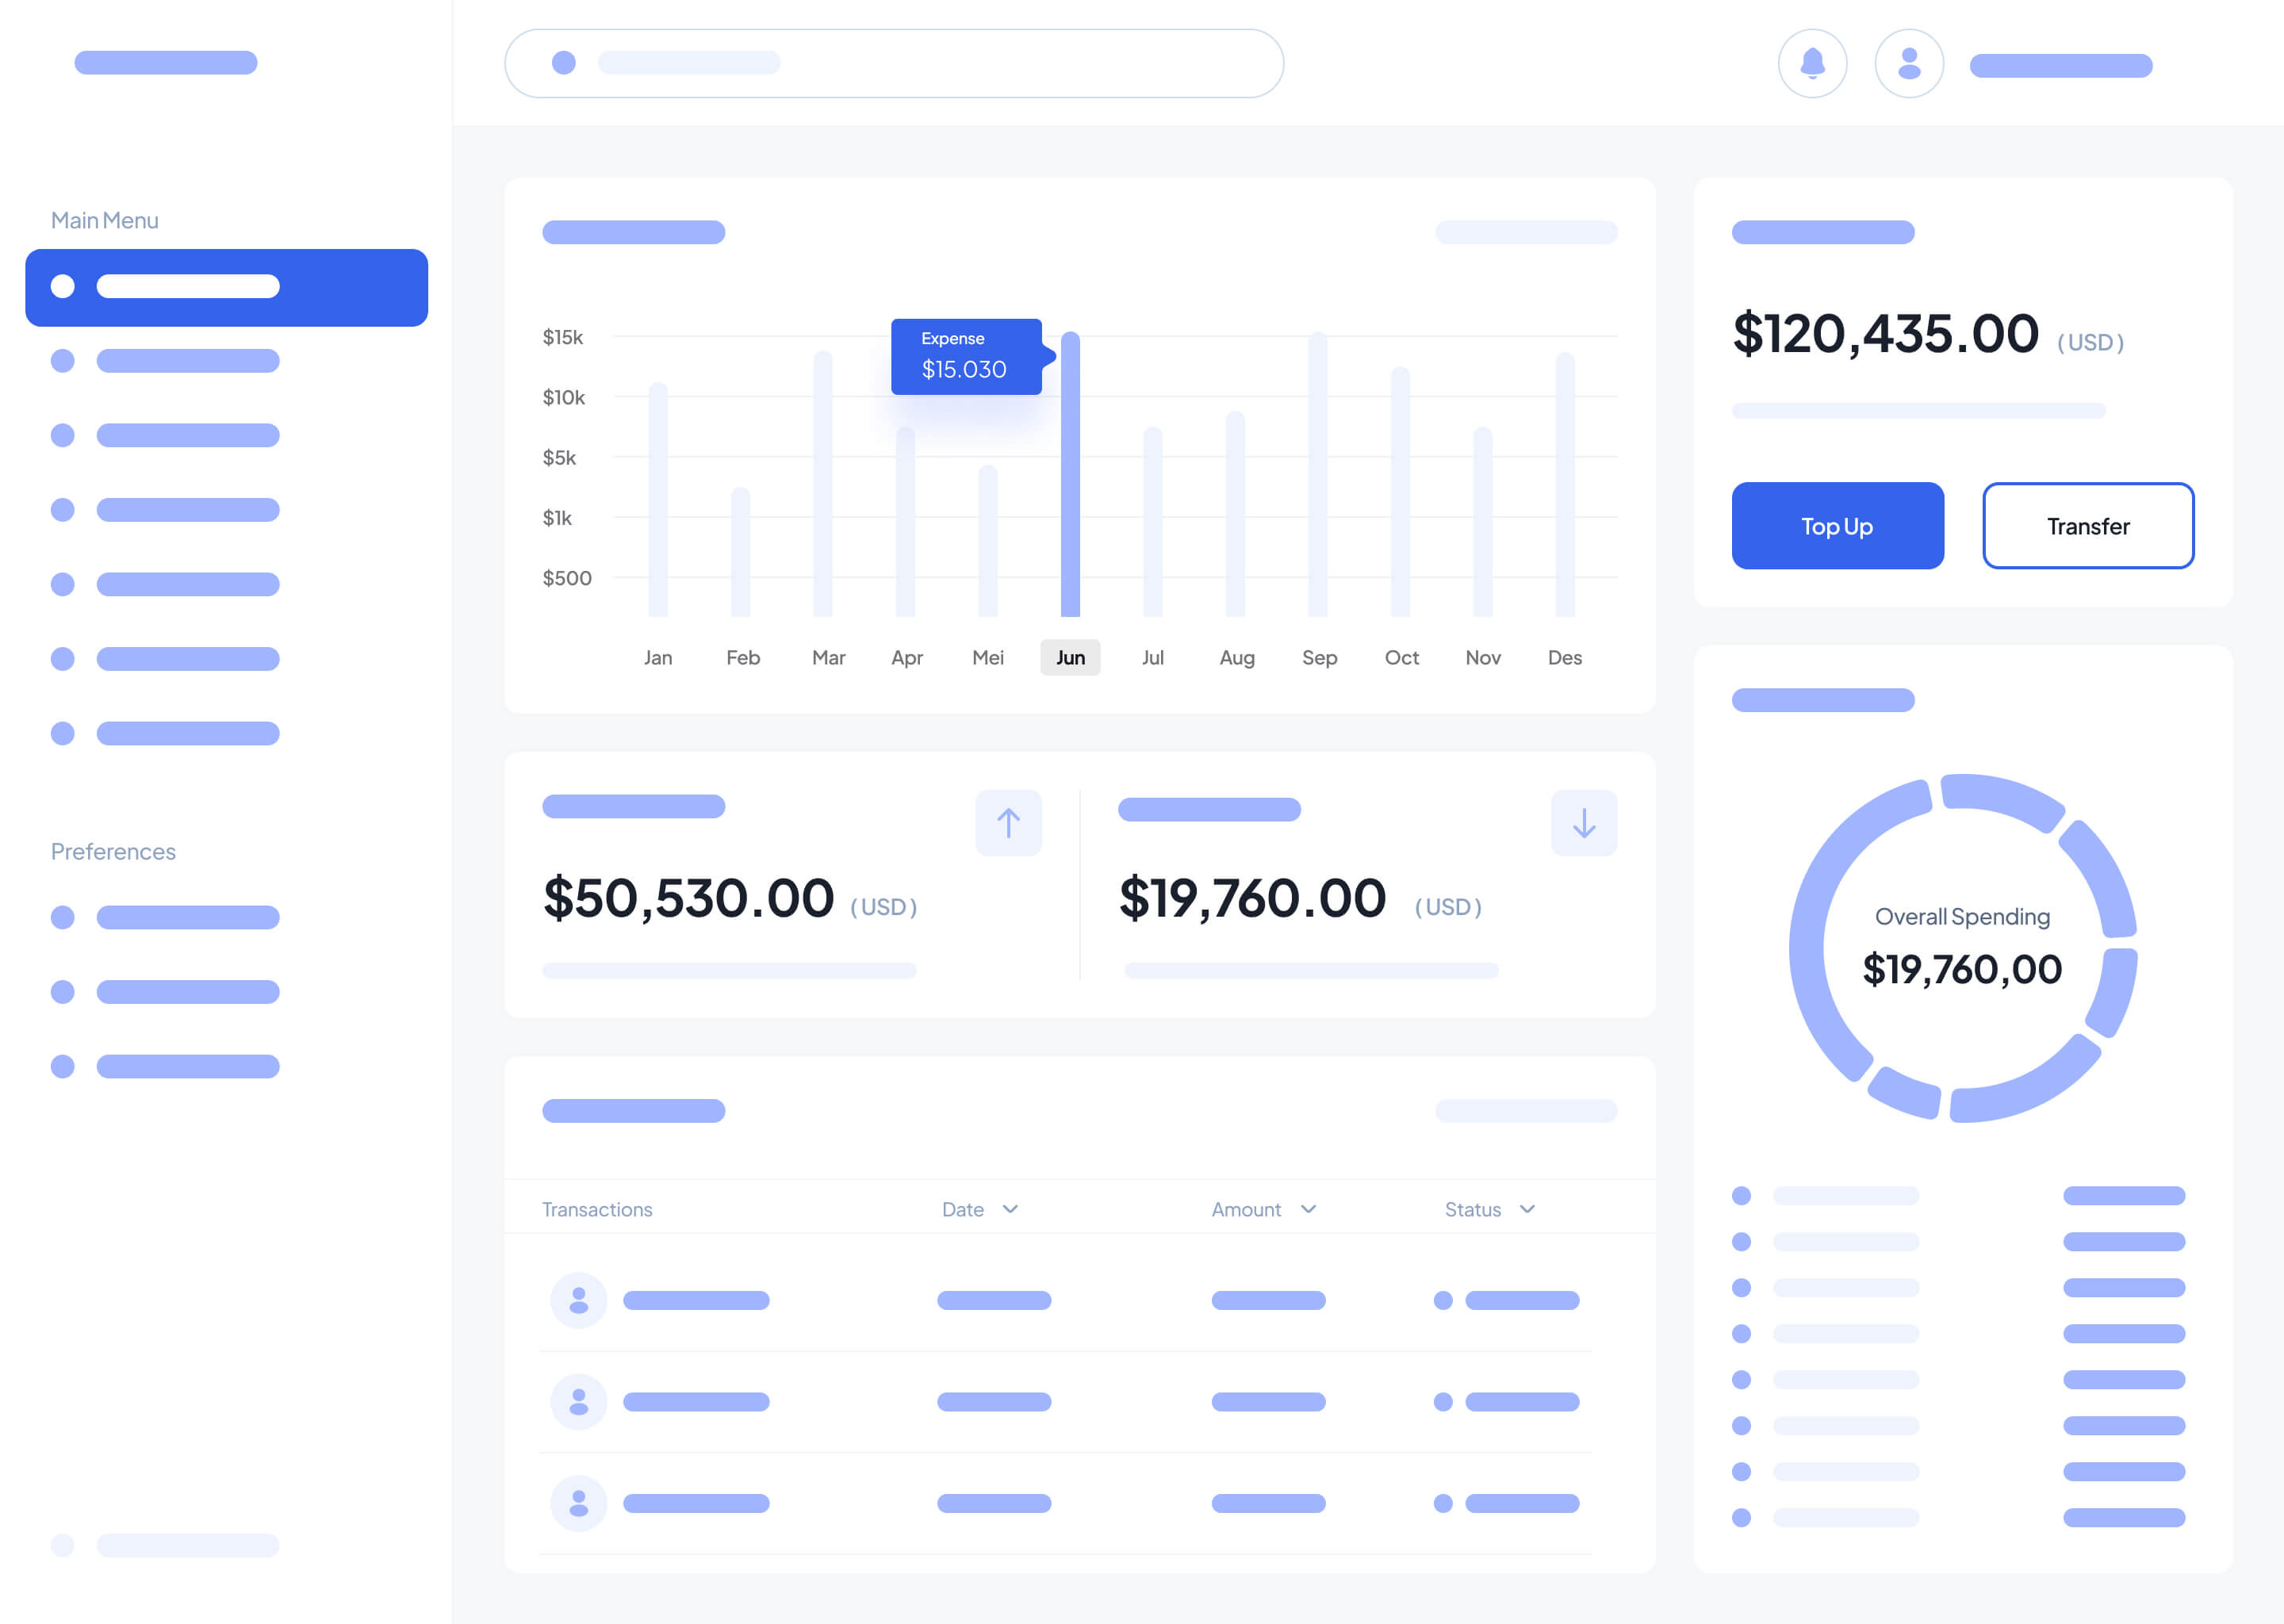 Main Menu
Preferences
$15k
$10k
$5k
$1k
$500
Expense
$15.030
Jan Feb Mar Apr Mei Jun Jul Aug Sep Oct Nov Des
$120,435.00 ( USD )
Top Up
Transfer
$50,530.00 ( USD )
$19,760.00 ( USD )
Overall Spending
$19,760,00
Transactions Date Amount Status